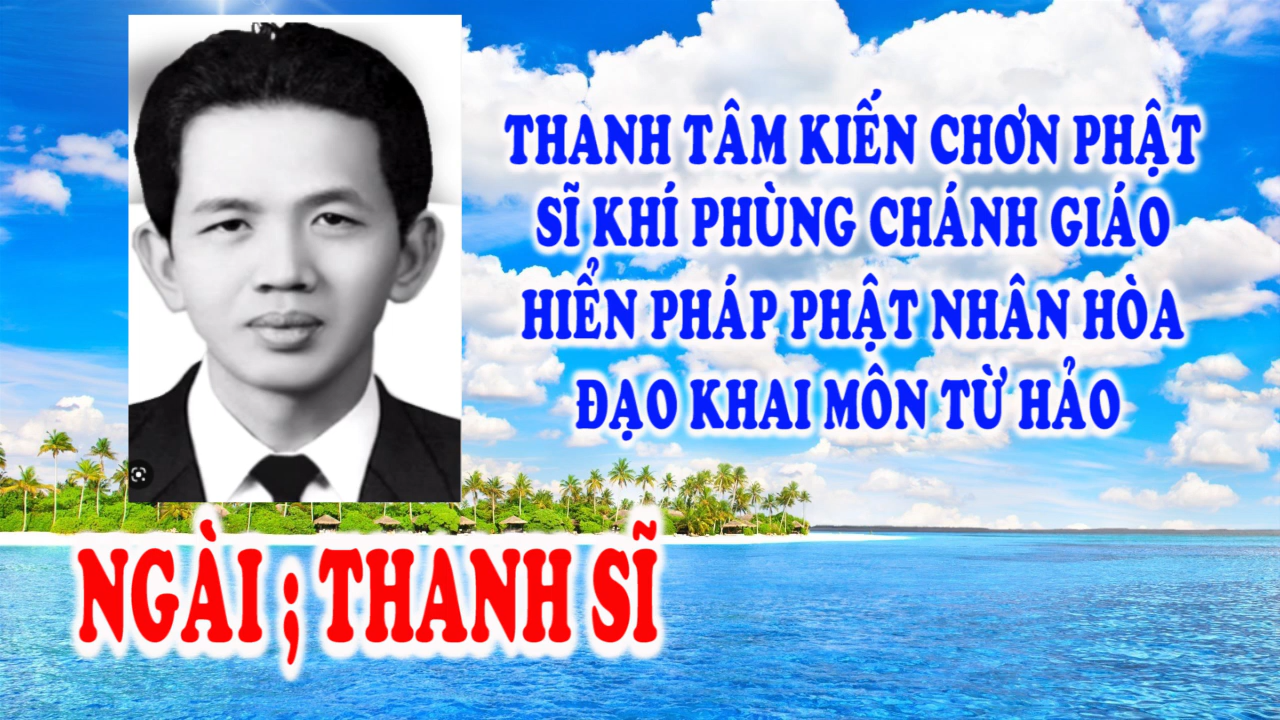 THANH TÂM KIẾN CHƠN PHẬT
SĨ KHÍ PHÙNG CHÁNH GIÁO
HIỂN PHÁP PHẬT NHÂN HÒA
ĐẠO KHAI MÔN TỪ HẢO
NGÀI ; THANH SĨ